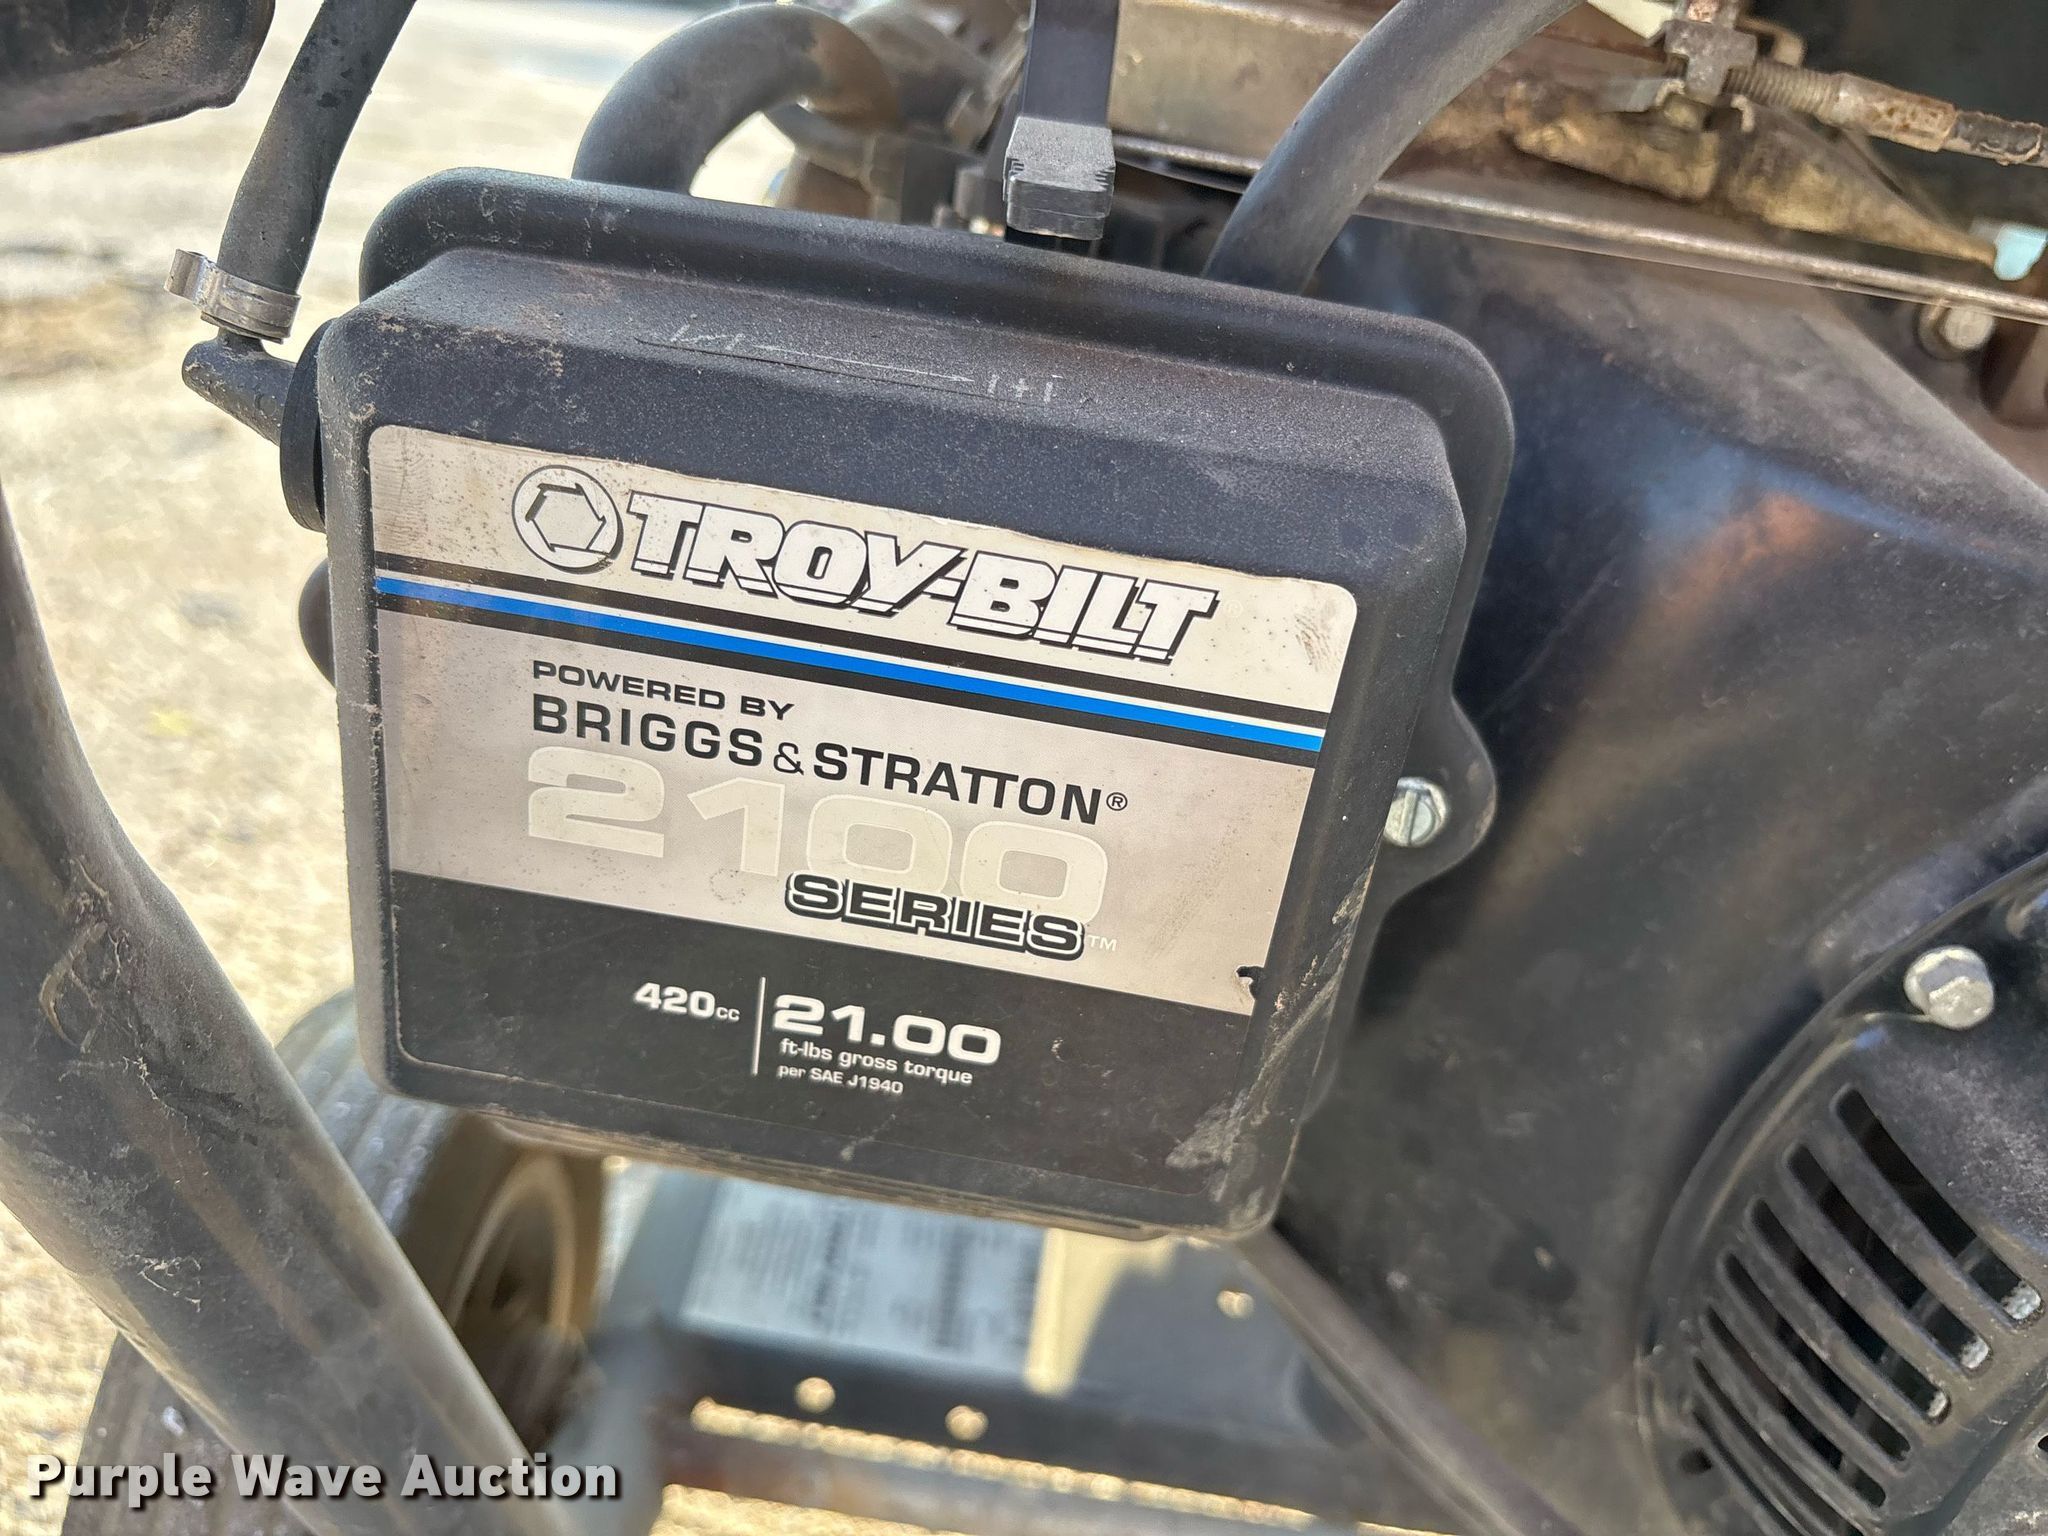 TROY-BILT®
POWERED BY
BRIGGS & STRATTON®
2100
SERIES™
420cc
21.00
ft-lbs gross torque
per SAE J1940
Purple Wave Auction